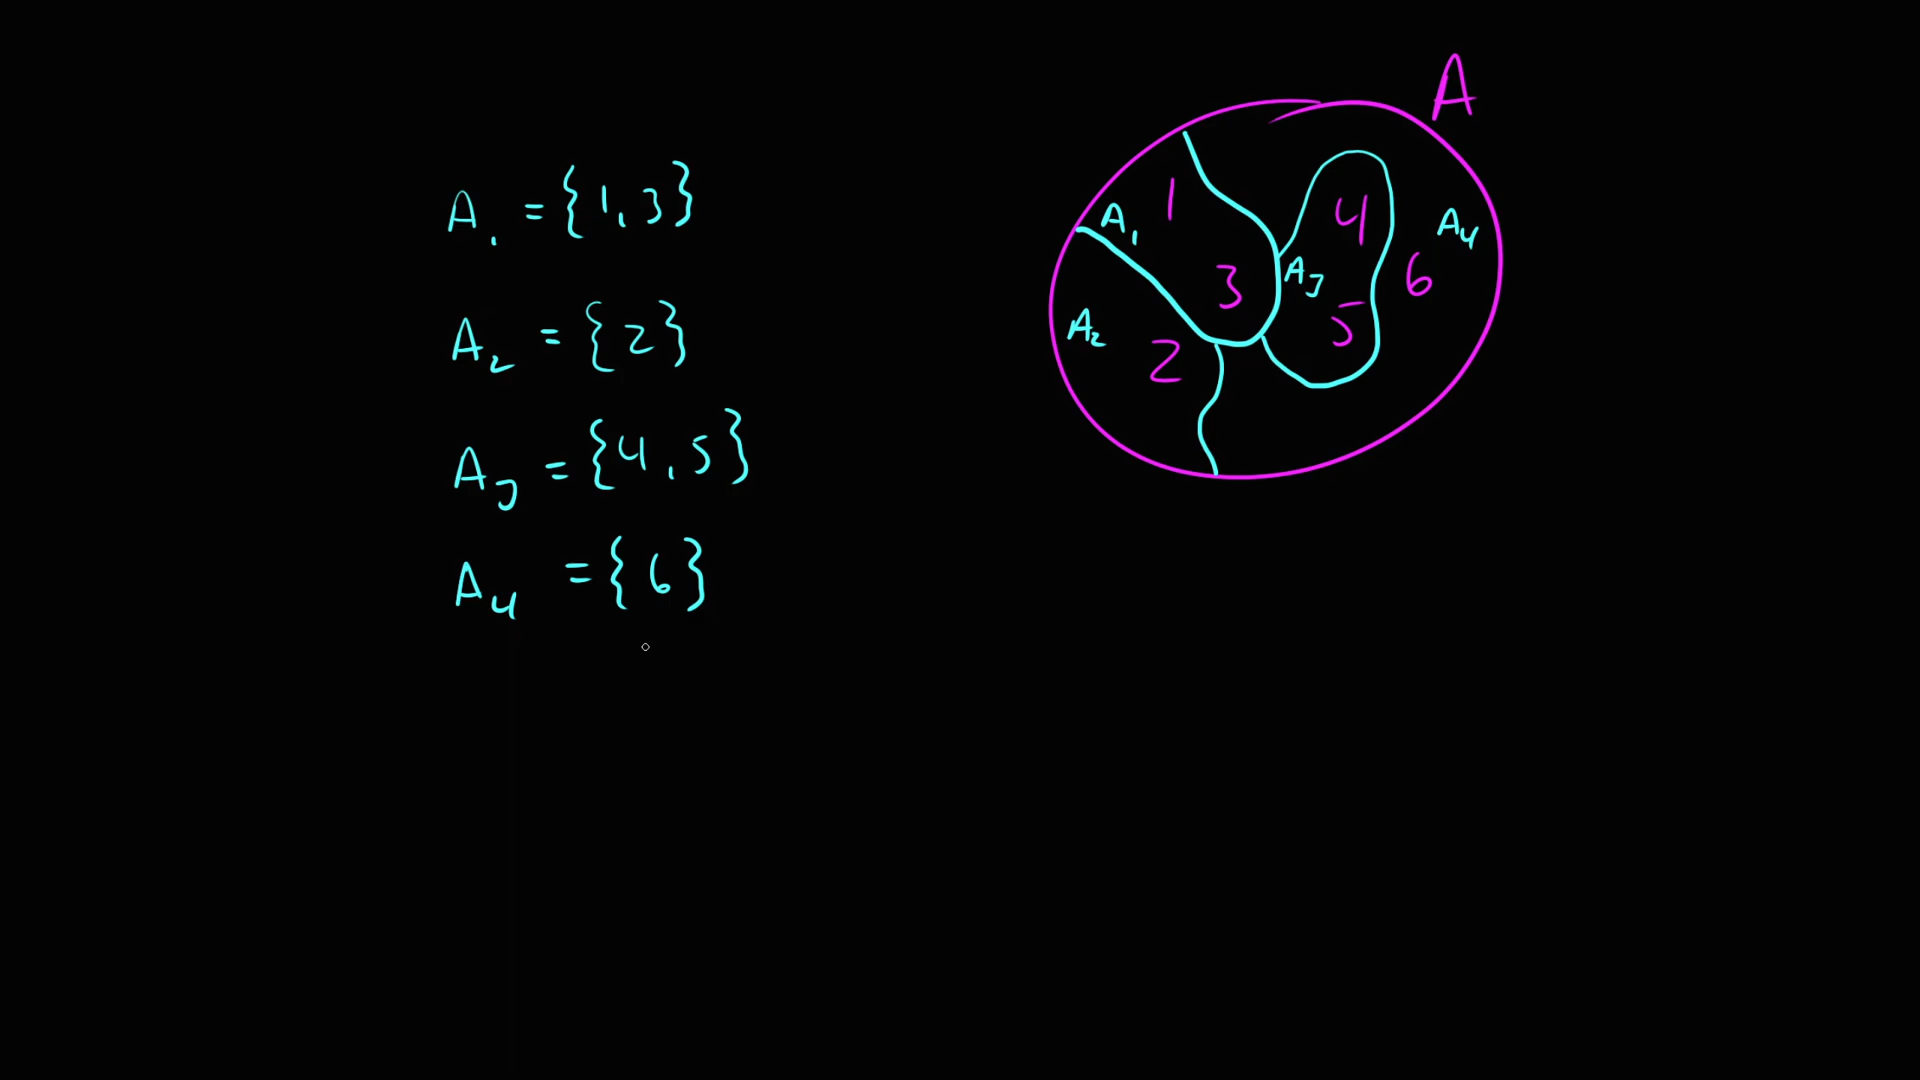 A₁ = {1, 3}
A₂ = {2}
A₃ = {4, 5}
A₄ = {6}
A
1
A₁
3
A₂
2
4
A₃
5
A₄
6